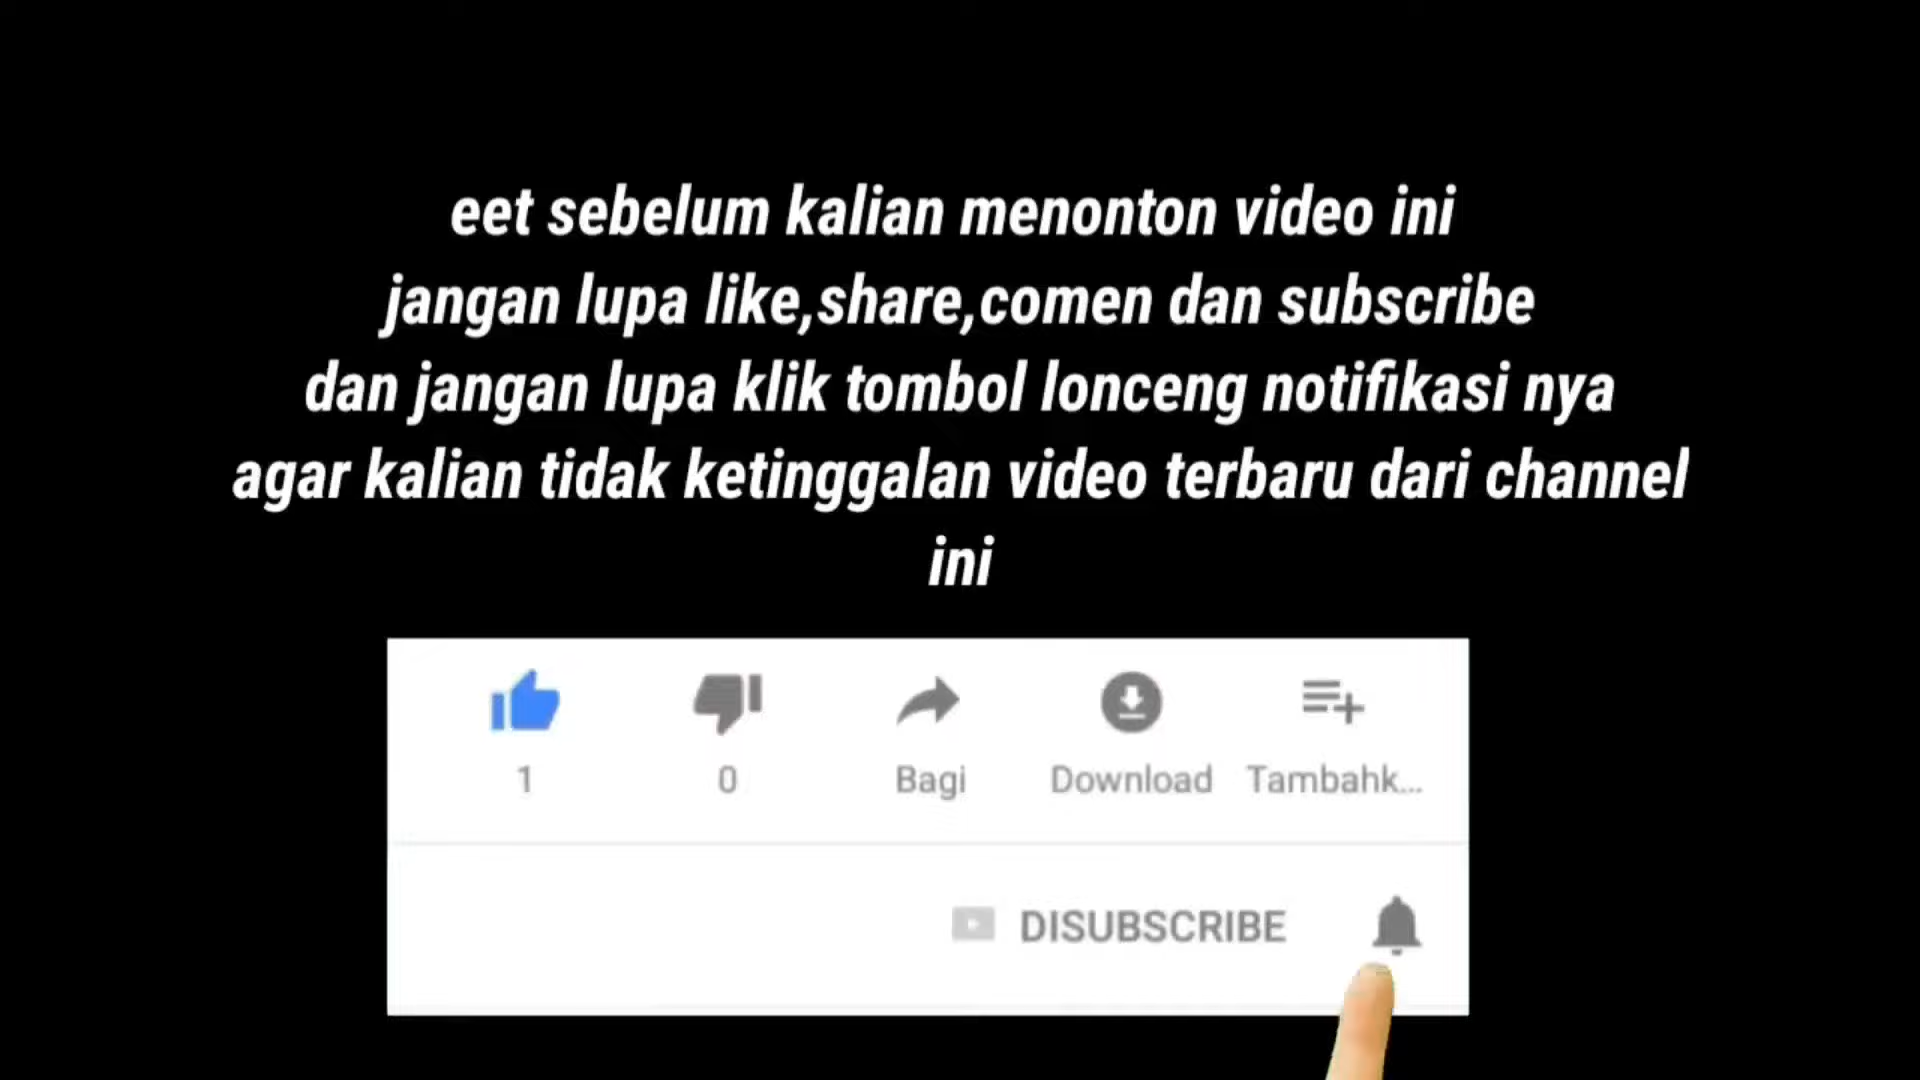 eet sebelum kalian menonton video ini
jangan lupa like,share,comen dan subscribe
dan jangan lupa klik tombol lonceng notifikasi nya
agar kalian tidak ketinggalan video terbaru dari channel
ini
1 0 Bagi Download Tambahk...
DISUBSCRIBE